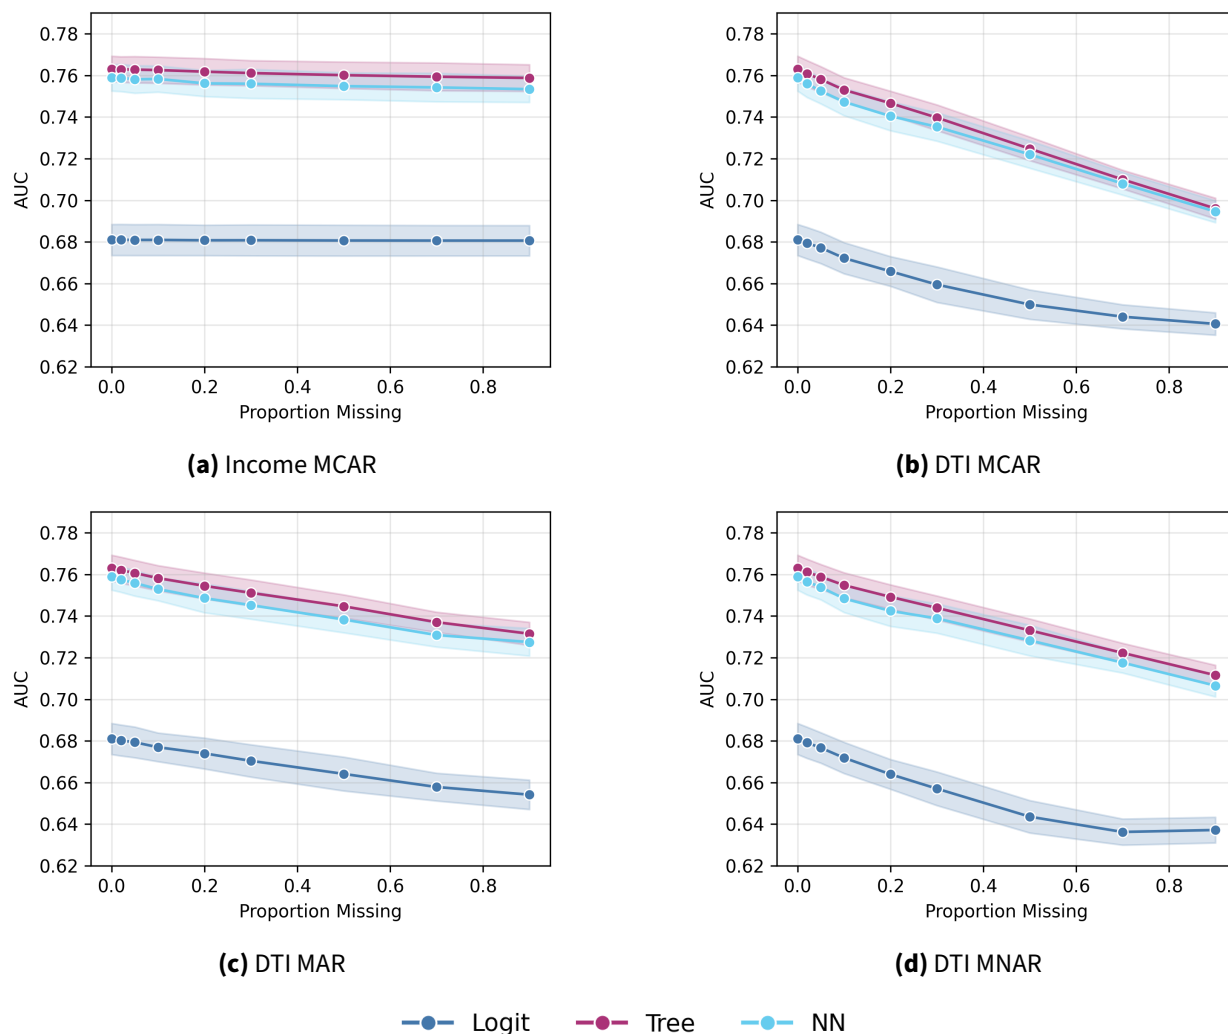 0.78
0.76
0.74
0.72
0.70
0.68
0.66
0.64
0.62
AUC
0.0 0.2 0.4 0.6 0.8
Proportion Missing
(a) Income MCAR
0.78
0.76
0.74
0.72
0.70
0.68
0.66
0.64
0.62
AUC
0.0 0.2 0.4 0.6 0.8
Proportion Missing
(b) DTI MCAR
0.78
0.76
0.74
0.72
0.70
0.68
0.66
0.64
0.62
AUC
0.0 0.2 0.4 0.6 0.8
Proportion Missing
(c) DTI MAR
0.78
0.76
0.74
0.72
0.70
0.68
0.66
0.64
0.62
AUC
0.0 0.2 0.4 0.6 0.8
Proportion Missing
(d) DTI MNAR
Logit Tree NN